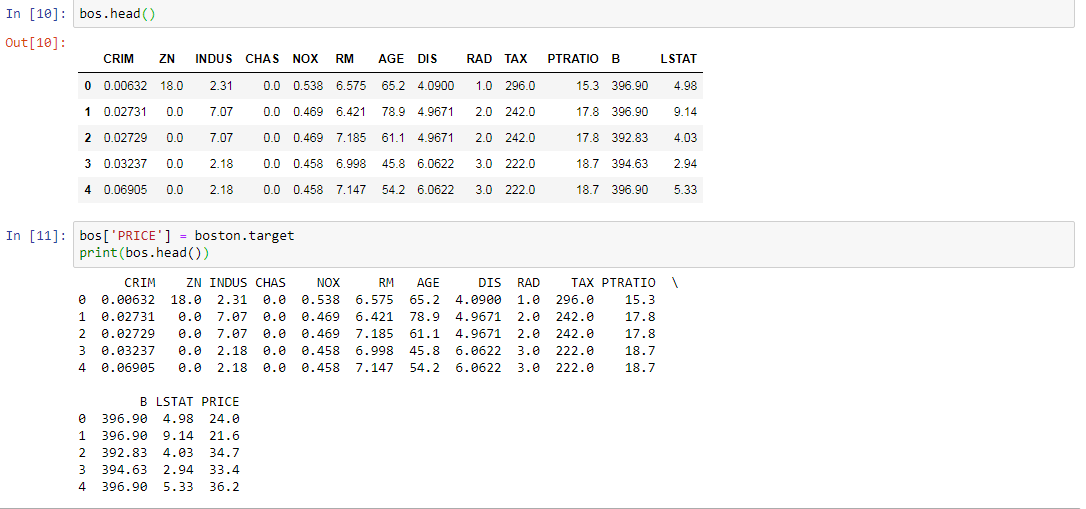 In [10]: bos.head()
Out[10]:
CRIM ZN INDUS CHAS NOX RM AGE DIS RAD TAX PTRATIO B LSTAT
0 0.00632 18.0 2.31 0.0 0.538 6.575 65.2 4.0900 1.0 296.0 15.3 396.90 4.98
1 0.02731 0.0 7.07 0.0 0.469 6.421 78.9 4.9671 2.0 242.0 17.8 396.90 9.14
2 0.02729 0.0 7.07 0.0 0.469 7.185 61.1 4.9671 2.0 242.0 17.8 392.83 4.03
3 0.03237 0.0 2.18 0.0 0.458 6.998 45.8 6.0622 3.0 222.0 18.7 394.63 2.94
4 0.06905 0.0 2.18 0.0 0.458 7.147 54.2 6.0622 3.0 222.0 18.7 396.90 5.33
In [11]: bos['PRICE'] = boston.target
print(bos.head())
CRIM ZN INDUS CHAS NOX RM AGE DIS RAD TAX PTRATIO \
0 0.00632 18.0 2.31 0.0 0.538 6.575 65.2 4.0900 1.0 296.0 15.3
1 0.02731 0.0 7.07 0.0 0.469 6.421 78.9 4.9671 2.0 242.0 17.8
2 0.02729 0.0 7.07 0.0 0.469 7.185 61.1 4.9671 2.0 242.0 17.8
3 0.03237 0.0 2.18 0.0 0.458 6.998 45.8 6.0622 3.0 222.0 18.7
4 0.06905 0.0 2.18 0.0 0.458 7.147 54.2 6.0622 3.0 222.0 18.7
B LSTAT PRICE
0 396.90 4.98 24.0
1 396.90 9.14 21.6
2 392.83 4.03 34.7
3 394.63 2.94 33.4
4 396.90 5.33 36.2